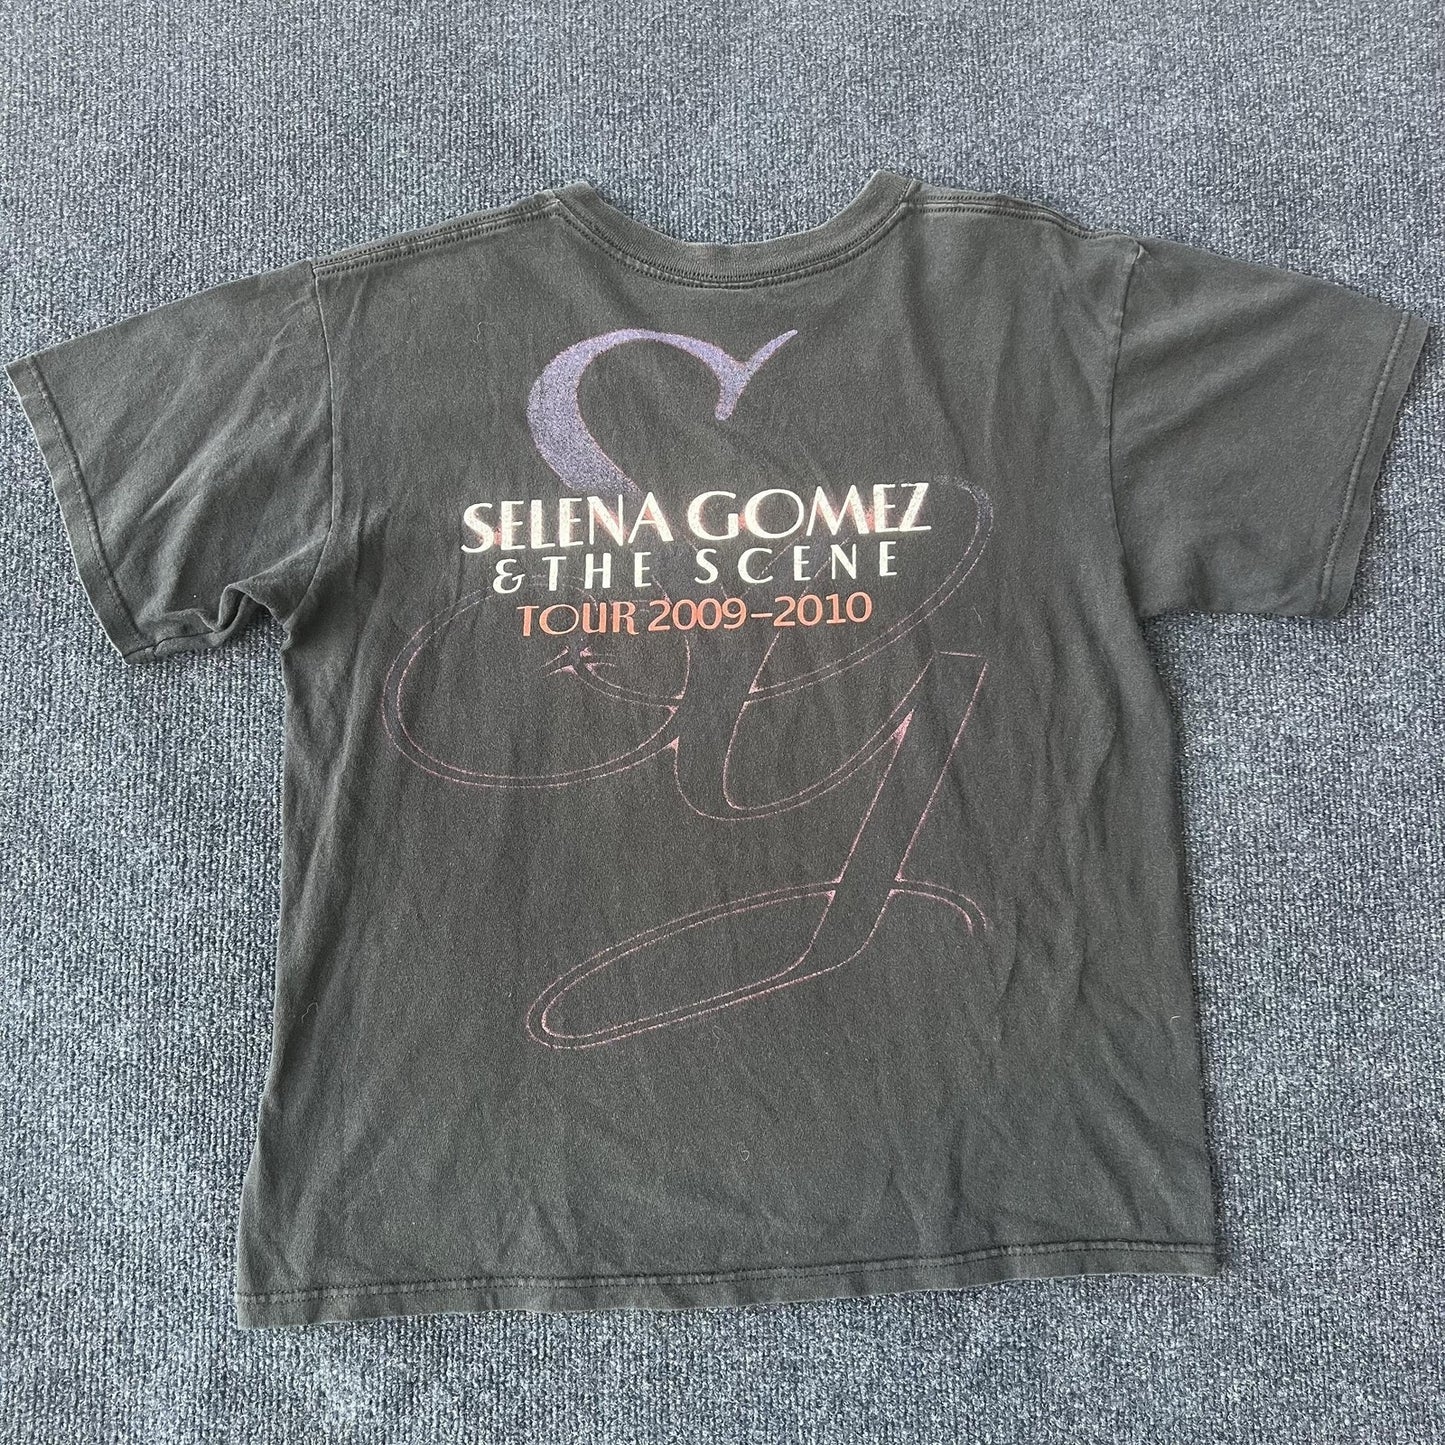 SELENA GOMEZ
& THE SCENE
TOUR 2009-2010